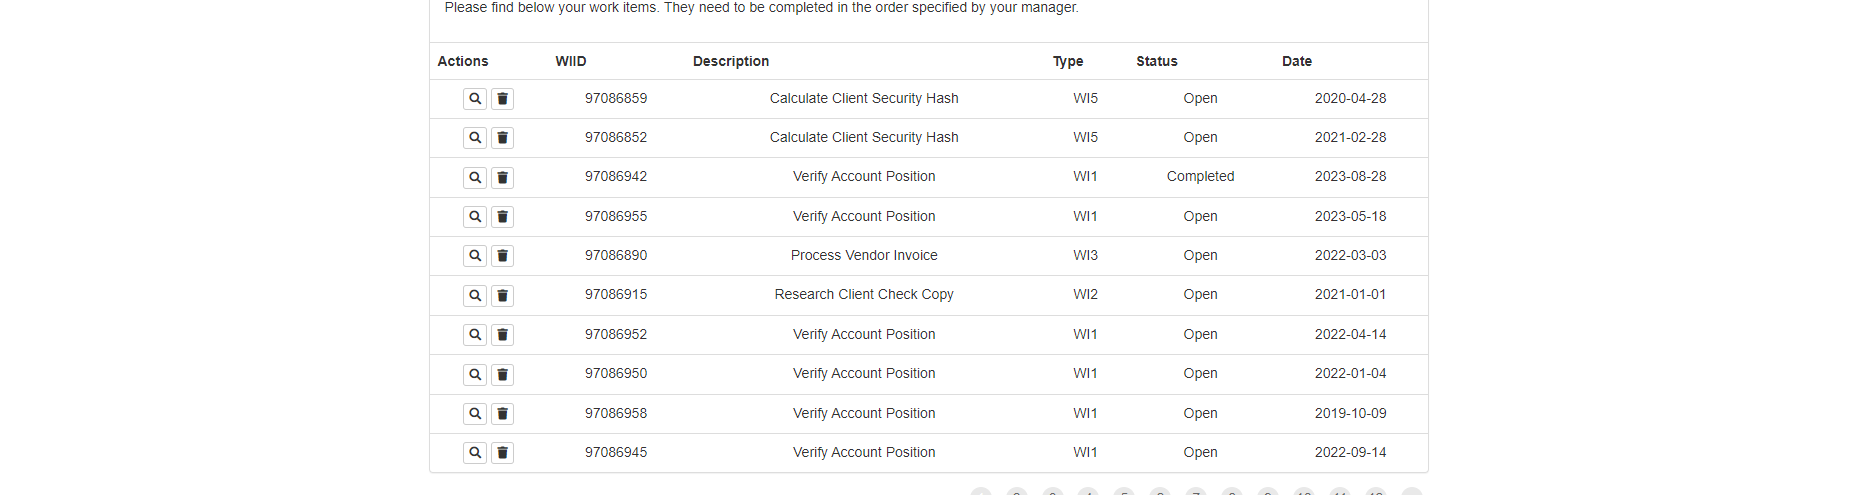 Please find below your work items. They need to be completed in the order specified by your manager.
Actions WIID Description Type Status Date
97086859 Calculate Client Security Hash WI5 Open 2020-04-28
97086852 Calculate Client Security Hash WI5 Open 2021-02-28
97086942 Verify Account Position WI1 Completed 2023-08-28
97086955 Verify Account Position WI1 Open 2023-05-18
97086890 Process Vendor Invoice WI3 Open 2022-03-03
97086915 Research Client Check Copy WI2 Open 2021-01-01
97086952 Verify Account Position WI1 Open 2022-04-14
97086950 Verify Account Position WI1 Open 2022-01-04
97086958 Verify Account Position WI1 Open 2019-10-09
97086945 Verify Account Position WI1 Open 2022-09-14